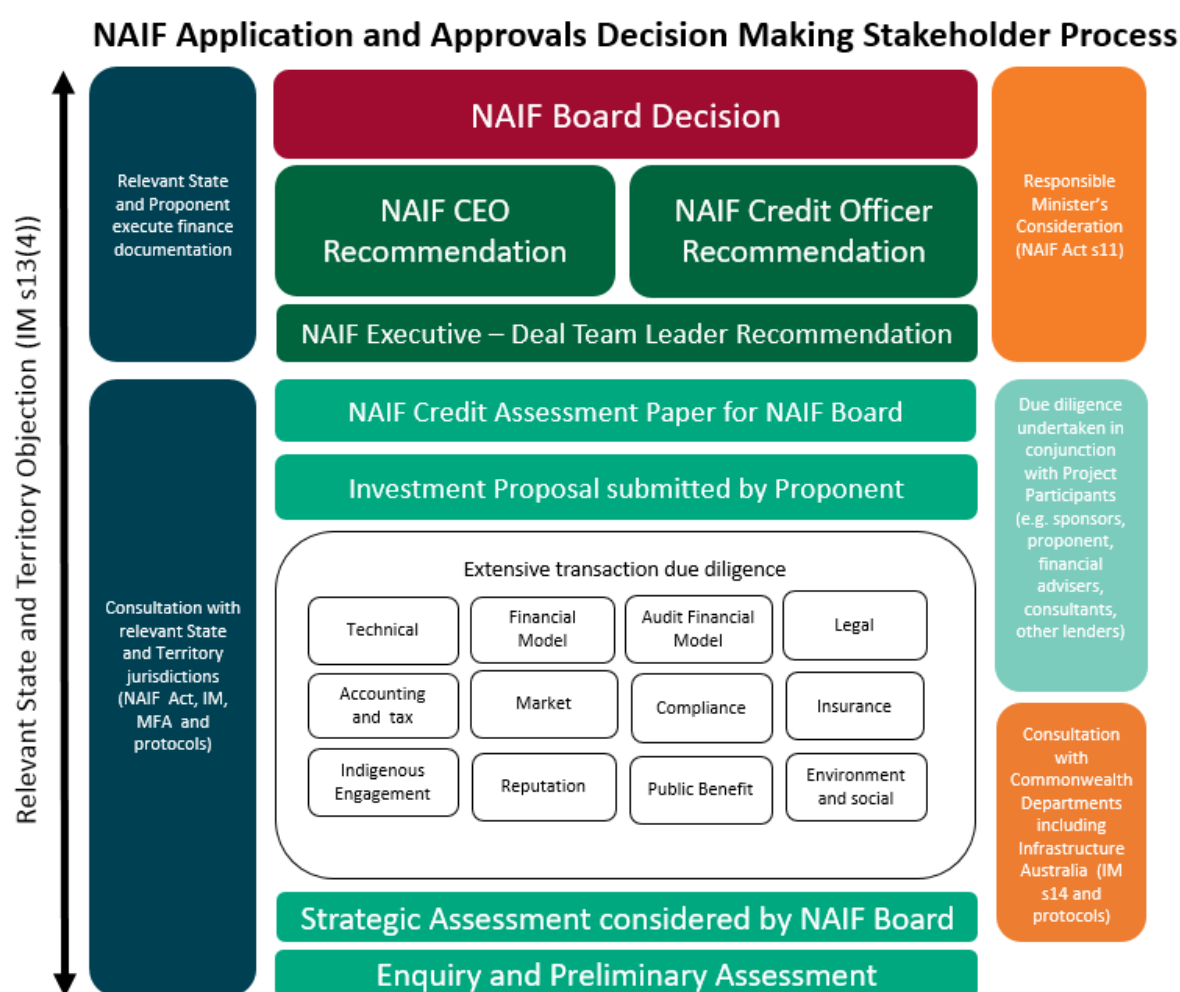 NAIF Application and Approvals Decision Making Stakeholder Process
Relevant State and Territory Objection (IM s13(4))
Relevant State
and Proponent
execute finance
documentation
NAIF Board Decision
NAIF CEO
Recommendation
NAIF Credit Officer
Recommendation
NAIF Executive – Deal Team Leader Recommendation
Responsible
Minister's
Consideration
(NAIF Act s11)
Consultation with
relevant State
and Territory
jurisdictions
(NAIF Act, IM,
MFA and
protocols)
NAIF Credit Assessment Paper for NAIF Board
Investment Proposal submitted by Proponent
Extensive transaction due diligence
Technical
Financial
Model
Audit Financial
Model
Legal
Accounting
and tax
Market
Compliance
Insurance
Indigenous
Engagement
Reputation
Public Benefit
Environment
and social
Strategic Assessment considered by NAIF Board
Enquiry and Preliminary Assessment
Due diligence
undertaken in
conjunction
with Project
Participants
(e.g. sponsors,
proponent,
financial
advisers,
consultants,
other lenders)
Consultation
with
Commonwealth
Departments
including
Infrastructure
Australia (IM
s14 and
protocols)